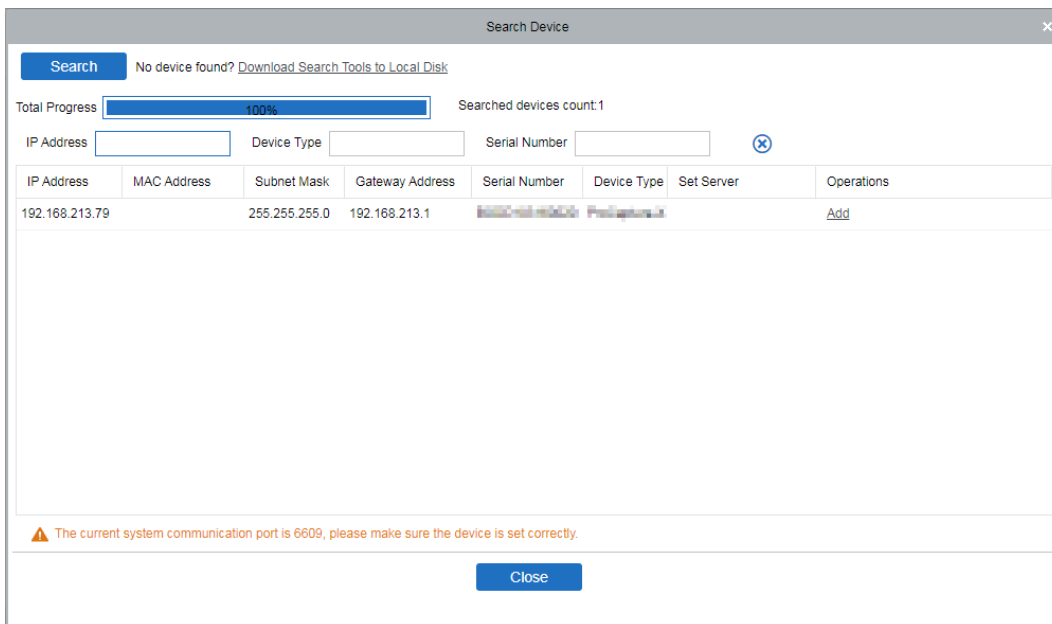 Search Device
Search No device found? Download Search Tools to Local Disk
Total Progress 100% Searched devices count:1
IP Address Device Type Serial Number
IP Address MAC Address Subnet Mask Gateway Address Serial Number Device Type Set Server Operations
192.168.213.79 255.255.255.0 192.168.213.1 Add
The current system communication port is 6609, please make sure the device is set correctly.
Close